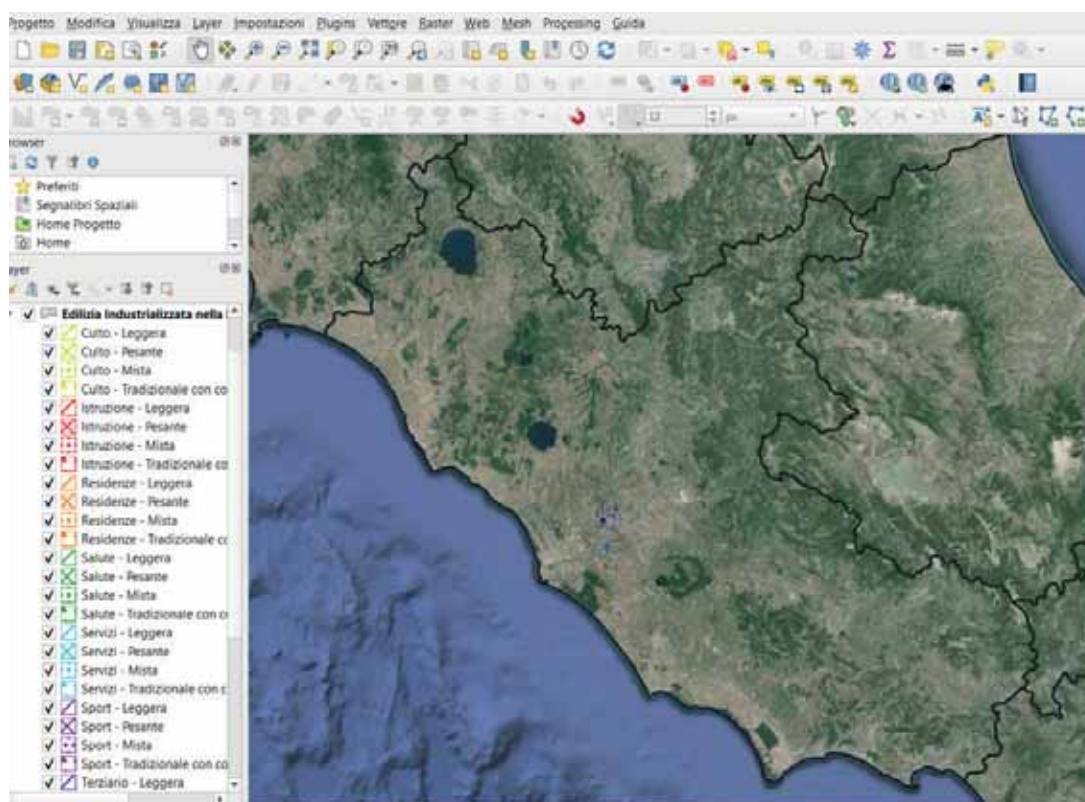 Progetto Modifica Visualizza Layer Impostazioni Plugins Vettore Raster Web Mesh Processing Guida
12 px
Browser
Preferiti
Segnalibri Spaziali
Home Progetto
Home
Layer
Edilizia Industrializzata nella
Culto - Leggera
Culto - Pesante
Culto - Mista
Culto - Tradizionale con co
Istruzione - Leggera
Istruzione - Pesante
Istruzione - Mista
Istruzione - Tradizionale co
Residenze - Leggera
Residenze - Pesante
Residenze - Mista
Residenze - Tradizionale c
Salute - Leggera
Salute - Pesante
Salute - Mista
Salute - Tradizionale con c
Servizi - Leggera
Servizi - Pesante
Servizi - Mista
Servizi - Tradizionale con c
Sport - Leggera
Sport - Pesante
Sport - Mista
Sport - Tradizionale con co
Terziario - Leggera